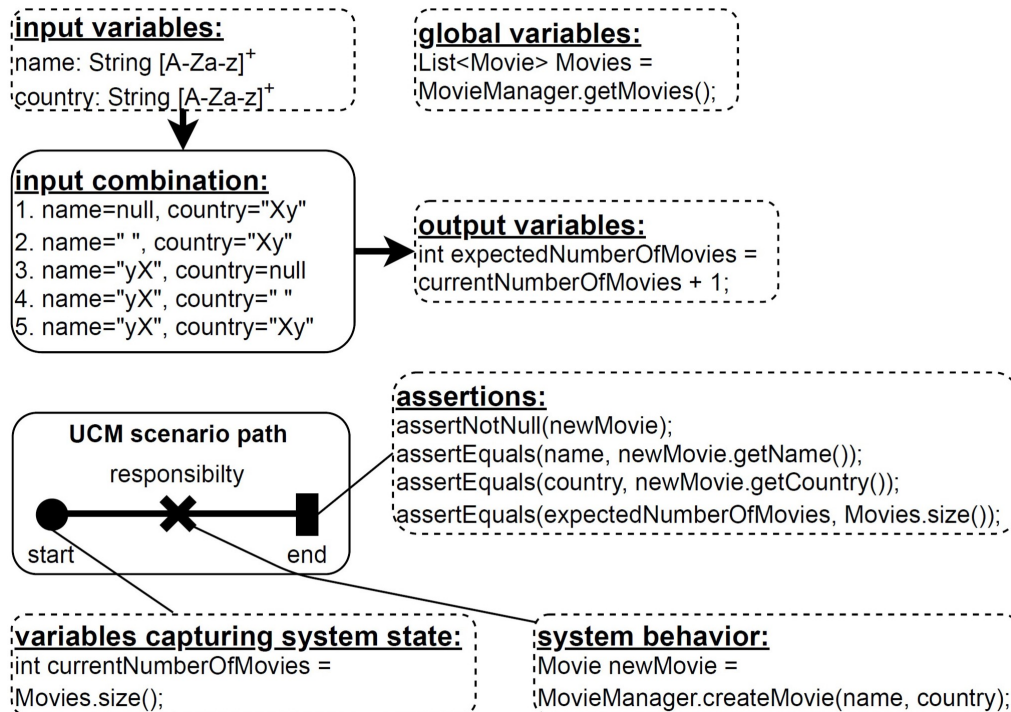 input variables:
name: String [A-Za-z]+
country: String [A-Za-z]+
global variables:
List<Movie> Movies =
MovieManager.getMovies();
input combination:
1. name=null, country="Xy"
2. name=" ", country="Xy"
3. name="yX", country=null
4. name="yX", country=" "
5. name="yX", country="Xy"
output variables:
int expectedNumberOfMovies =
currentNumberOfMovies + 1;
assertions:
assertNotNull(newMovie);
assertEquals(name, newMovie.getName());
assertEquals(country, newMovie.getCountry());
assertEquals(expectedNumberOfMovies, Movies.size());
UCM scenario path
responsibilty
start
end
variables capturing system state:
int currentNumberOfMovies =
Movies.size();
system behavior:
Movie newMovie =
MovieManager.createMovie(name, country);